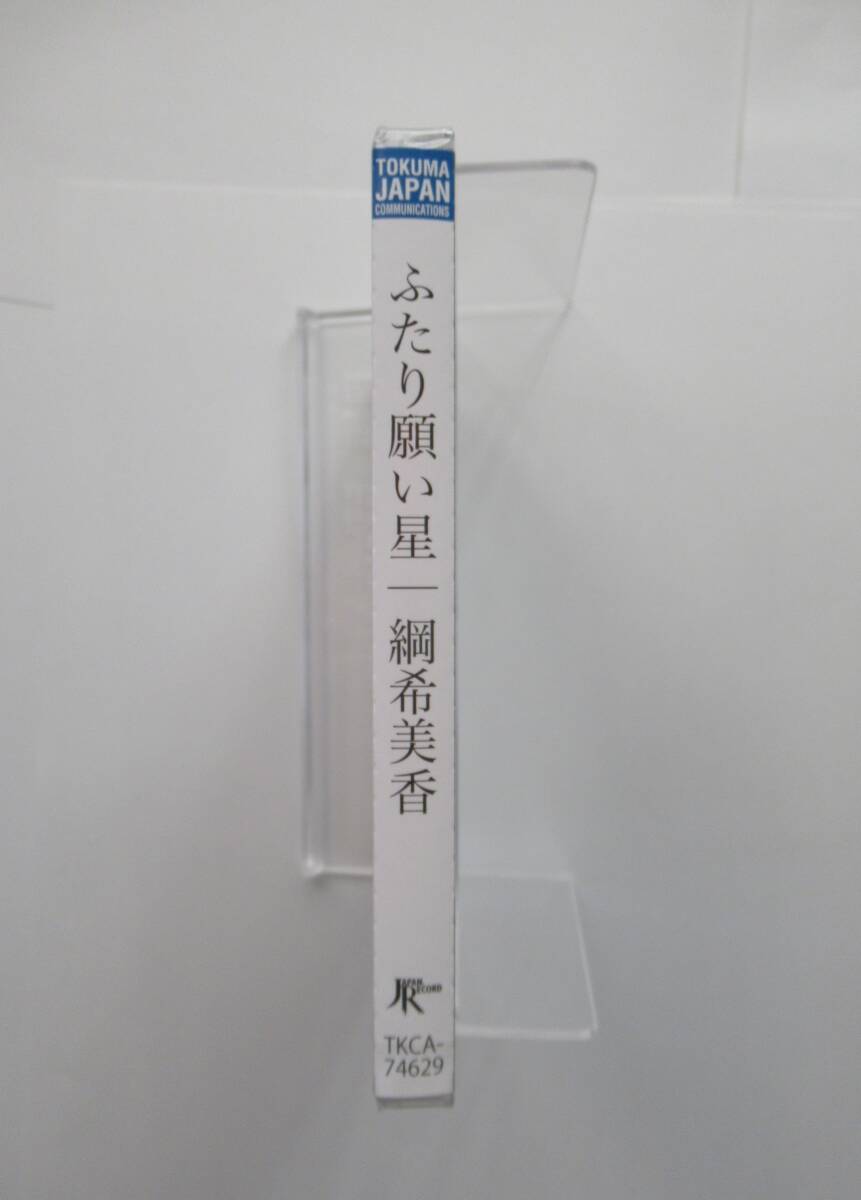 TOKUMA
JAPAN
COMMUNICATIONS
ふたり願い星｜綱希美香
JAPAN
RECORD
TKCA-
74629